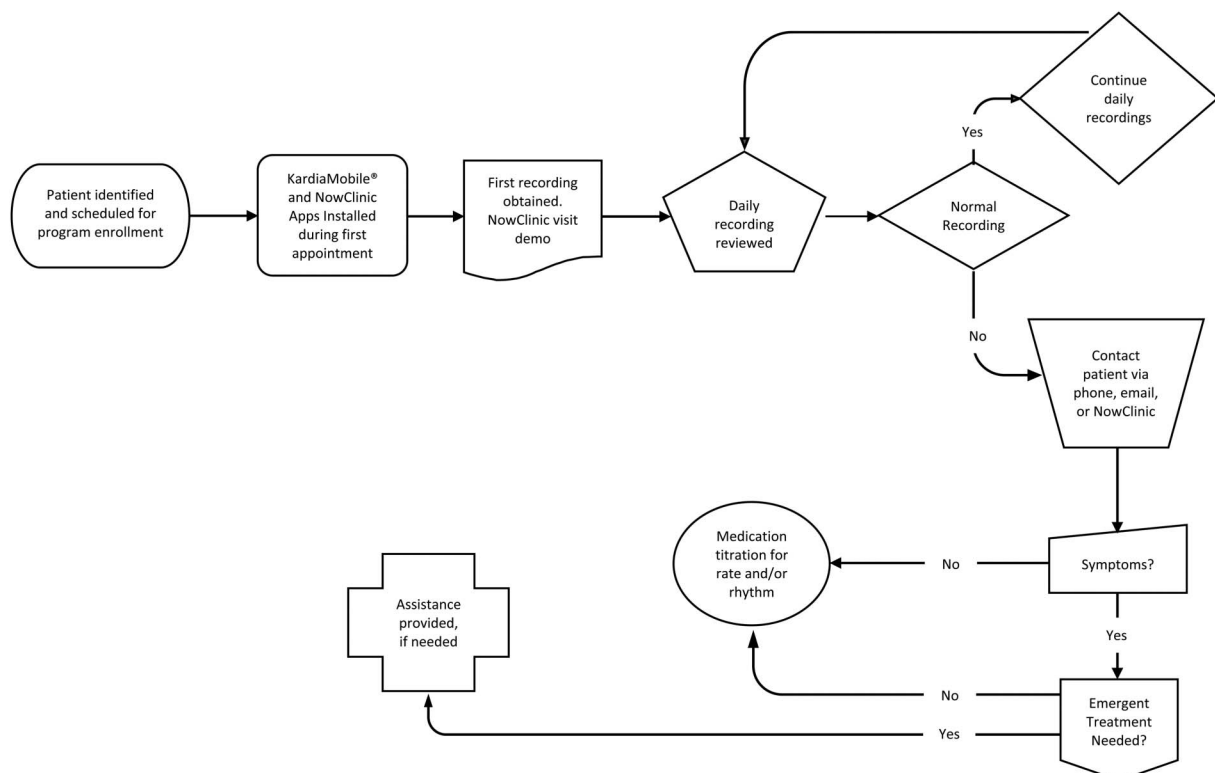 Patient identified
and scheduled for
program enrollment
KardiaMobile®
and NowClinic
Apps Installed
during first
appointment
First recording
obtained.
NowClinic visit
demo
Daily
recording
reviewed
Normal
Recording
Yes
Continue
daily
recordings
No
Contact
patient via
phone, email,
or NowClinic
Symptoms?
No
Medication
titration for
rate and/or
rhythm
Yes
Emergent
Treatment
Needed?
No
Yes
Assistance
provided,
if needed